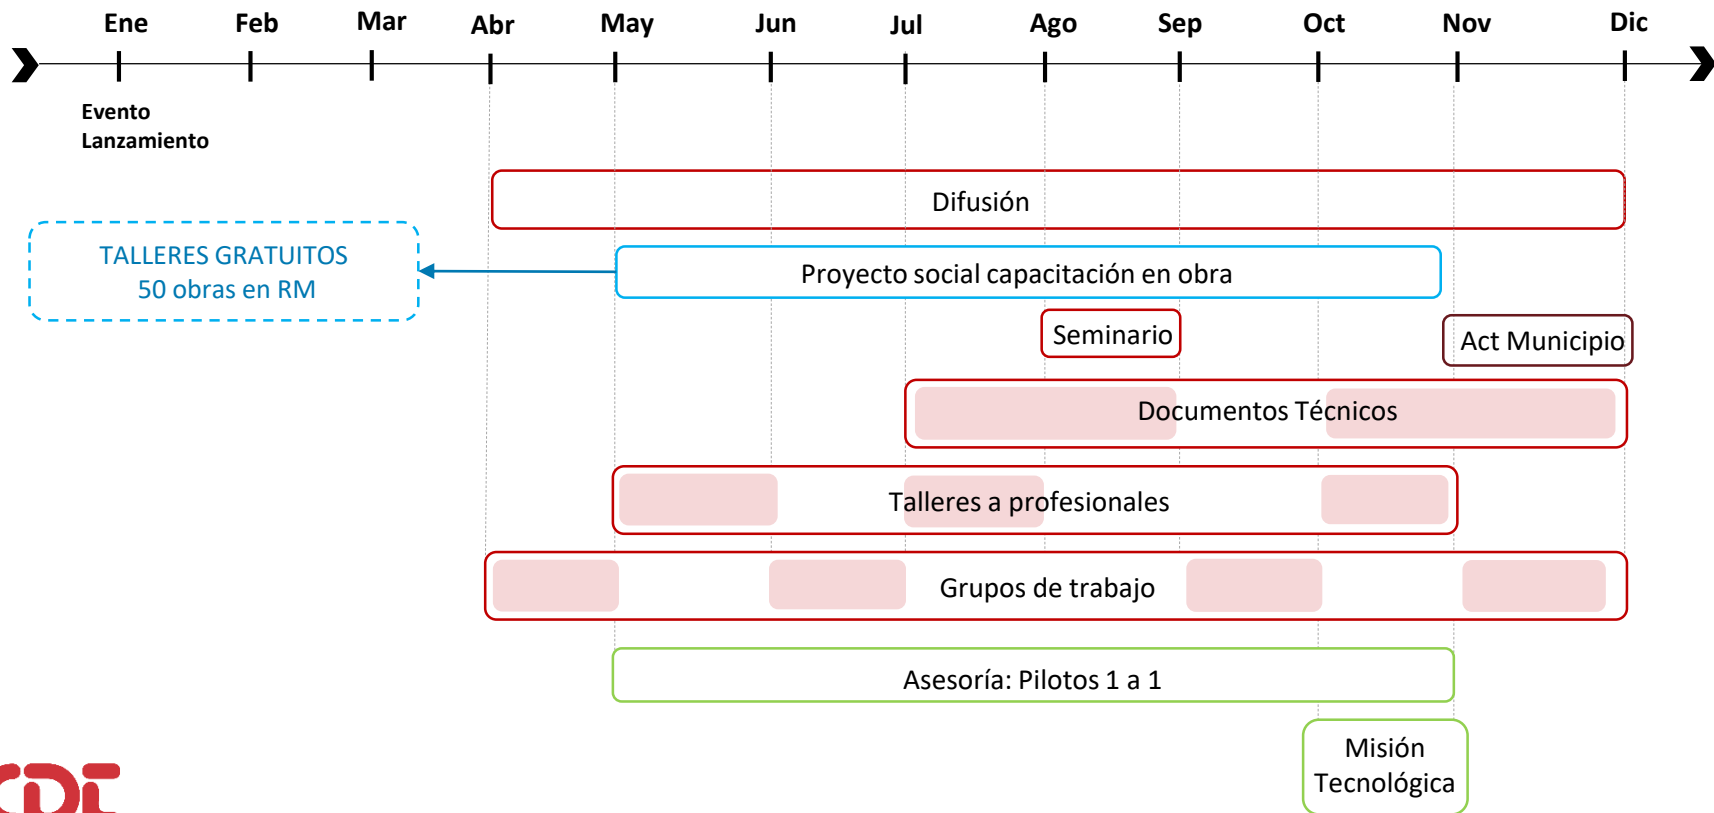 Ene Feb Mar Abr May Jun Jul Ago Sep Oct Nov Dic
Evento
Lanzamiento
Difusión
TALLERES GRATUITOS
50 obras en RM
Proyecto social capacitación en obra
Seminario
Act Municipio
Documentos Técnicos
Talleres a profesionales
Grupos de trabajo
Asesoría: Pilotos 1 a 1
Misión
Tecnológica
CDT